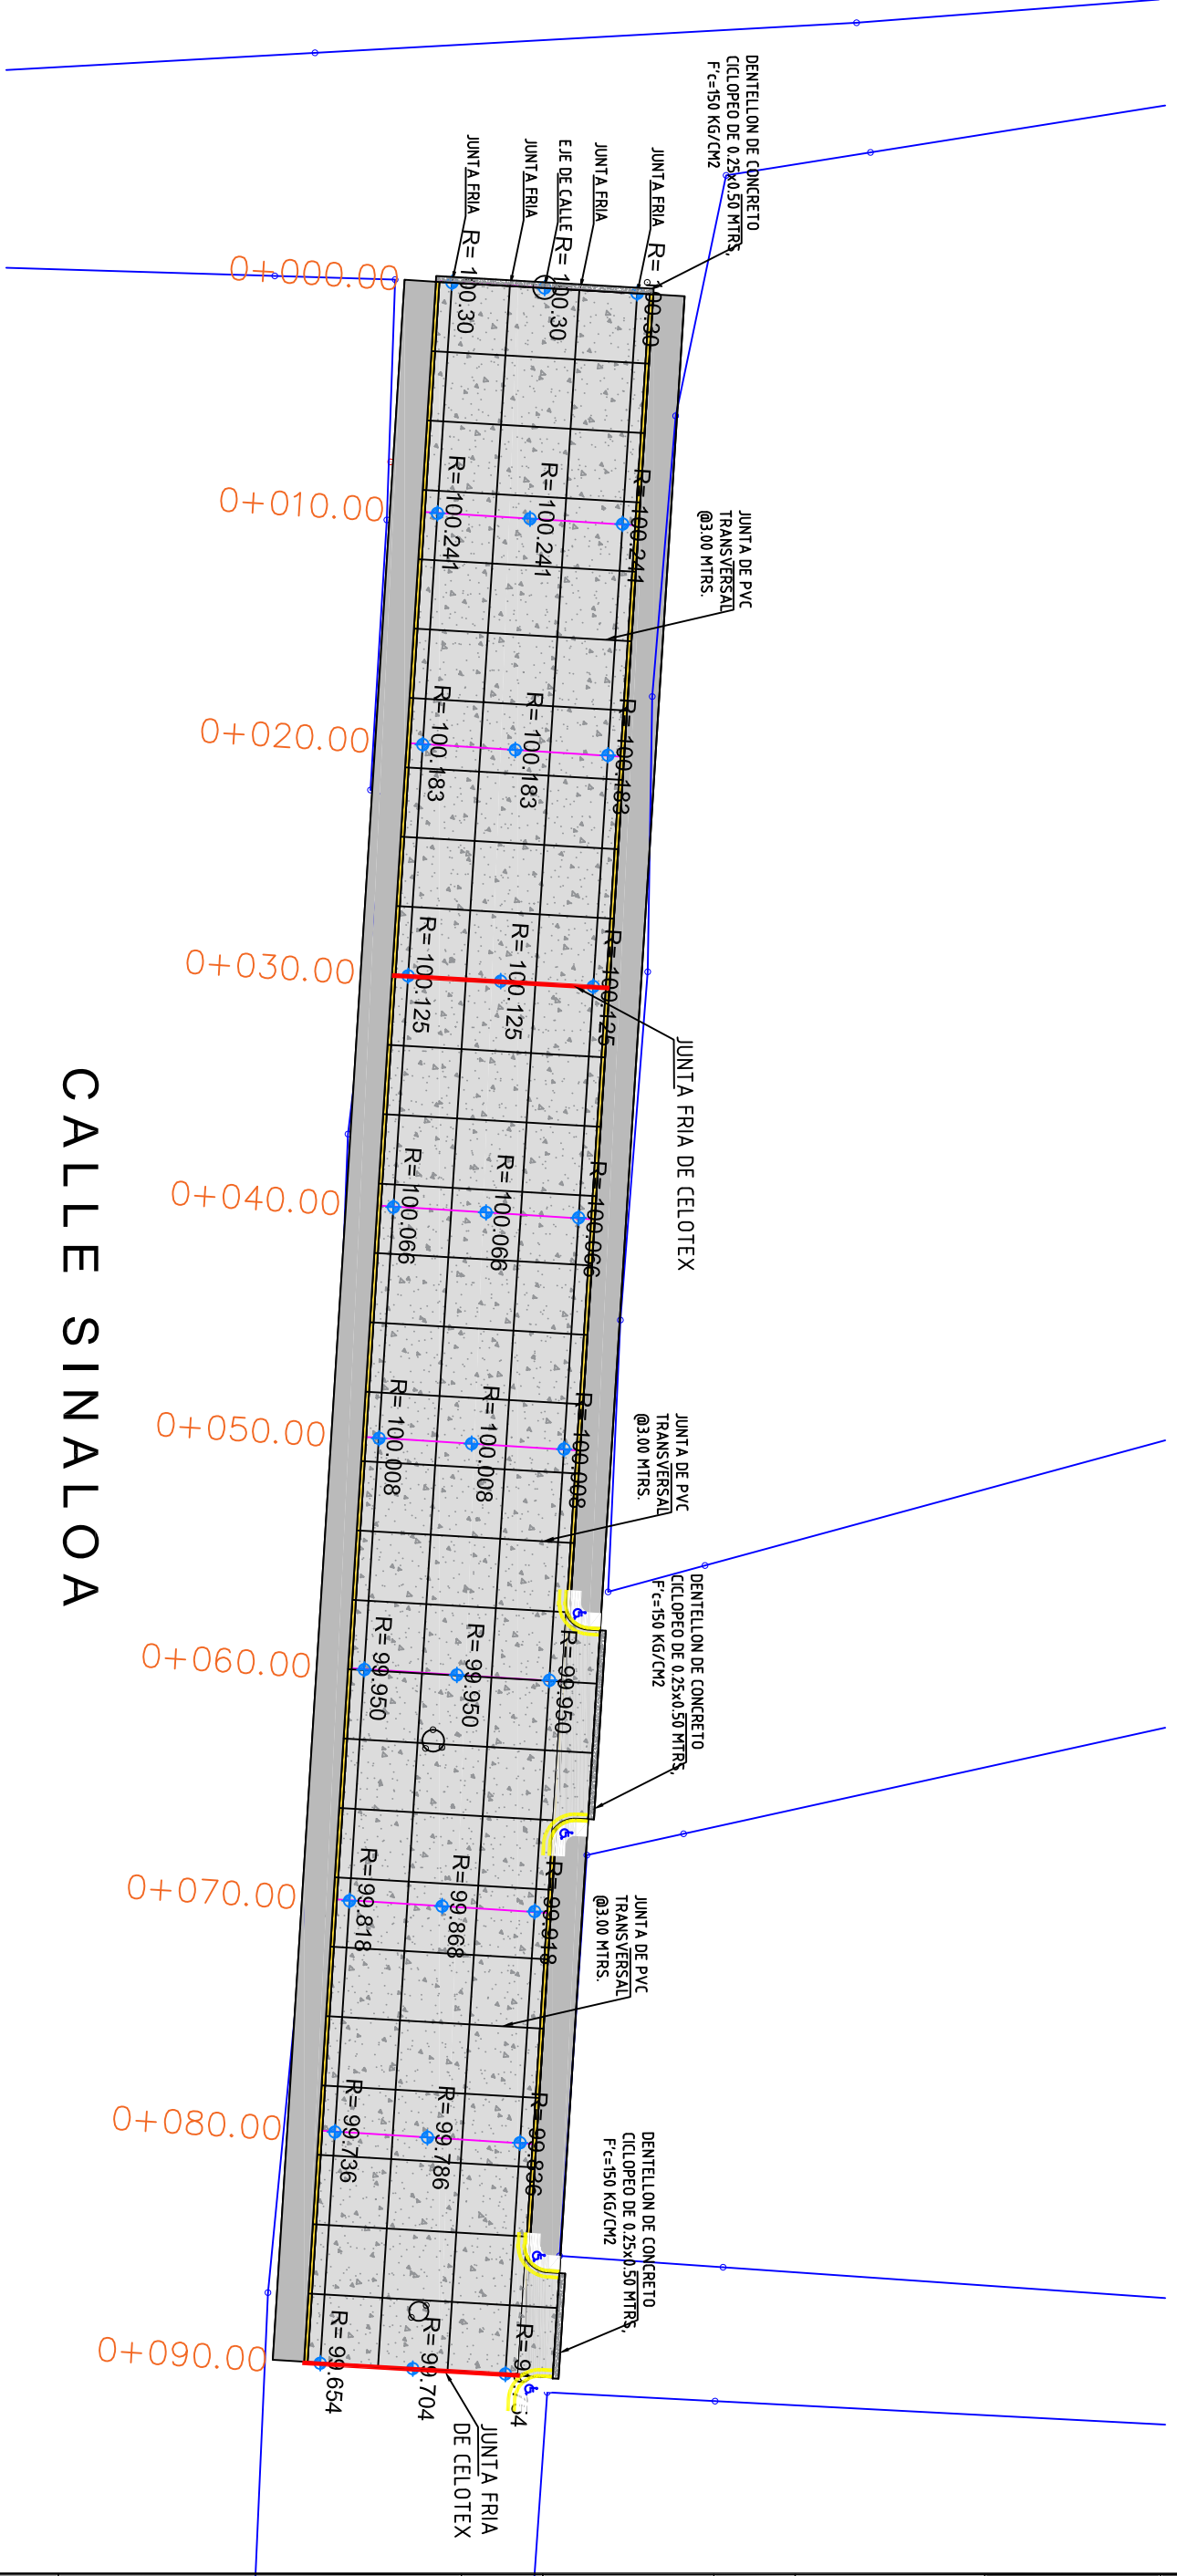 DENTELLON DE CONCRETO
CICLOPEO DE 0.25x0.50 MTRS,
F'c=150 KG/CM2
JUNTA FRIA
JUNTA FRIA
EJE DE CALLE
JUNTA FRIA
JUNTA FRIA
0+000.00
R= 100.30
R= 100.30
R= 100.30
0+010.00
R= 100.241
R= 100.241
R= 100.241
JUNTA DE PVC
TRANSVERSAL
@3.00 MTRS.
0+020.00
R= 100.183
R= 100.183
R= 100.183
0+030.00
R= 100.125
R= 100.125
R= 100.125
JUNTA FRIA DE CELOTEX
0+040.00
R= 100.066
R= 100.066
R= 100.066
CALLE SINALOA
0+050.00
R= 100.008
R= 100.008
R= 100.008
JUNTA DE PVC
TRANSVERSAL
@3.00 MTRS.
DENTELLON DE CONCRETO
CICLOPEO DE 0.25x0.50 MTRS,
F'c=150 KG/CM2
0+060.00
R= 99.950
R= 99.950
R= 99.950
0+070.00
R= 99.818
R= 99.868
R= 99.918
JUNTA DE PVC
TRANSVERSAL
@3.00 MTRS.
0+080.00
R= 99.736
R= 99.786
R= 99.836
DENTELLON DE CONCRETO
CICLOPEO DE 0.25x0.50 MTRS,
F'c=150 KG/CM2
0+090.00
R= 99.654
R= 99.704
JUNTA FRIA
DE CELOTEX